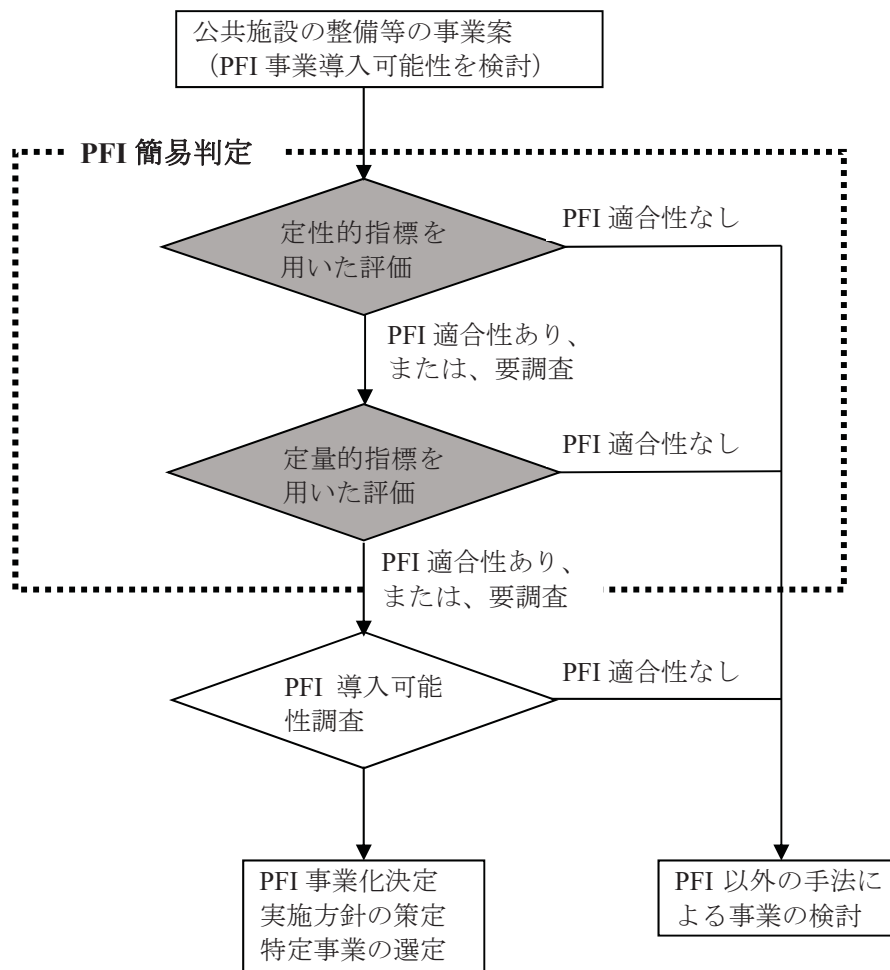 公共施設の整備等の事業案
（PFI 事業導入可能性を検討）
PFI 簡易判定
定性的指標を
用いた評価
PFI 適合性なし
PFI 適合性あり、
または、要調査
定量的指標を
用いた評価
PFI 適合性なし
PFI 適合性あり、
または、要調査
PFI 導入可能
性調査
PFI 適合性なし
PFI 事業化決定
実施方針の策定
特定事業の選定
PFI 以外の手法に
よる事業の検討